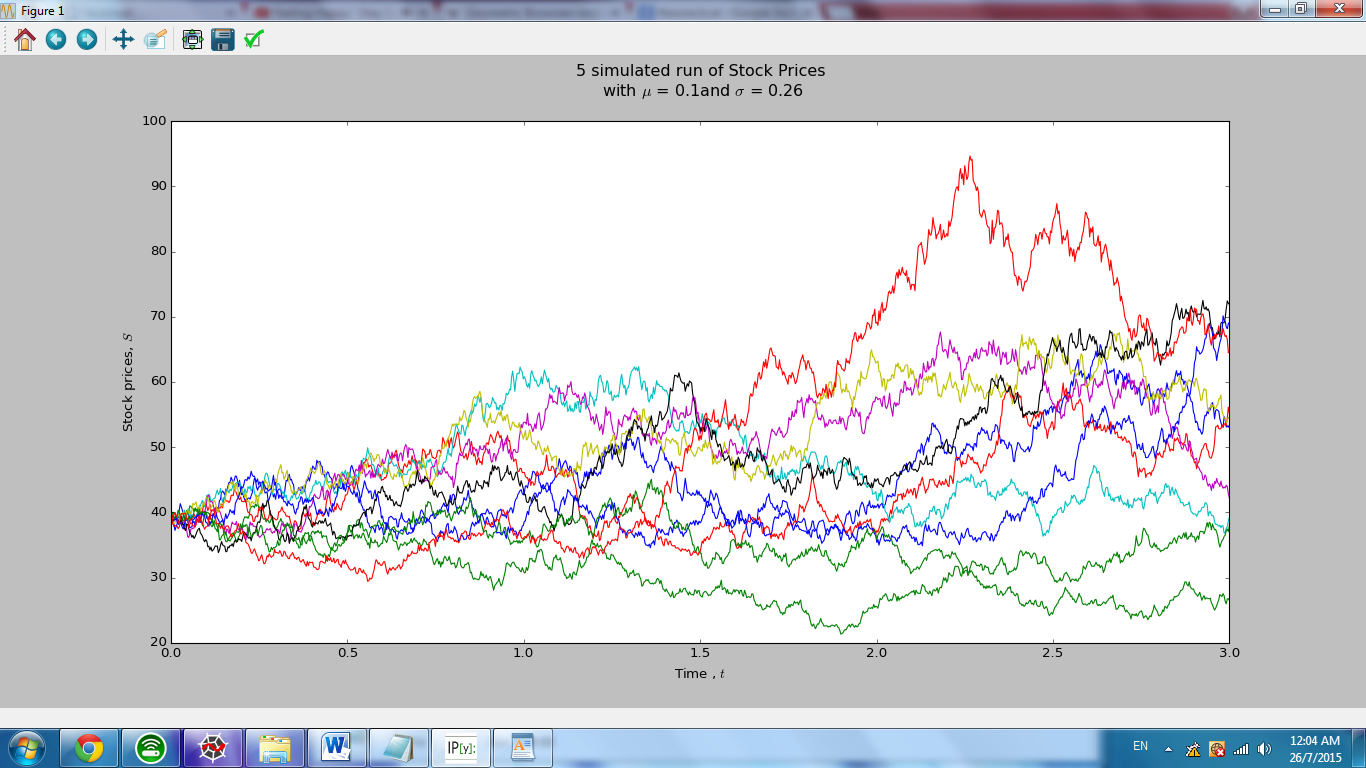 Figure 1
5 simulated run of Stock Prices
with μ = 0.1and σ = 0.26
100
90
80
70
60
50
40
30
20
Stock prices, S
0.0 0.5 1.0 1.5 2.0 2.5 3.0
Time , t
W
IP[y]:
A
EN
12:04 AM
26/7/2015